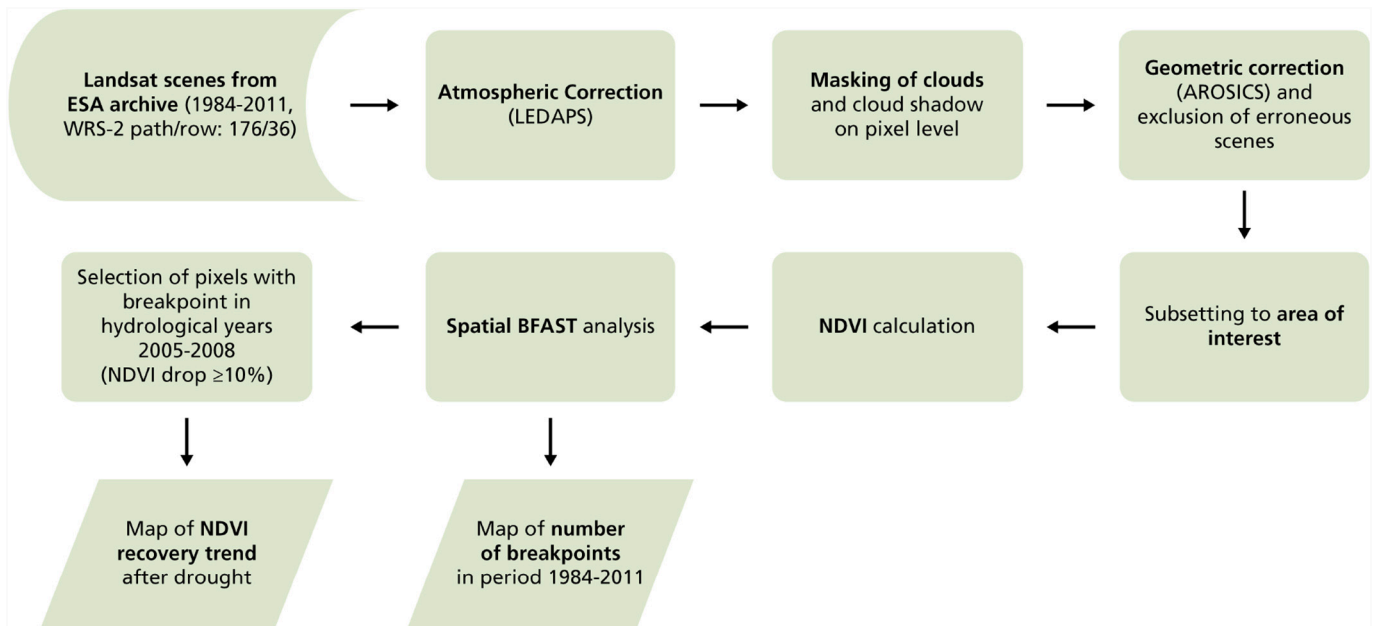 Landsat scenes from
ESA archive (1984-2011,
WRS-2 path/row: 176/36)
Atmospheric Correction
(LEDAPS)
Masking of clouds
and cloud shadow
on pixel level
Geometric correction
(AROSICS) and
exclusion of erroneous
scenes
Subsetting to area of
interest
NDVI calculation
Spatial BFAST analysis
Selection of pixels with
breakpoint in
hydrological years
2005-2008
(NDVI drop ≥10%)
Map of NDVI
recovery trend
after drought
Map of number
of breakpoints
in period 1984-2011